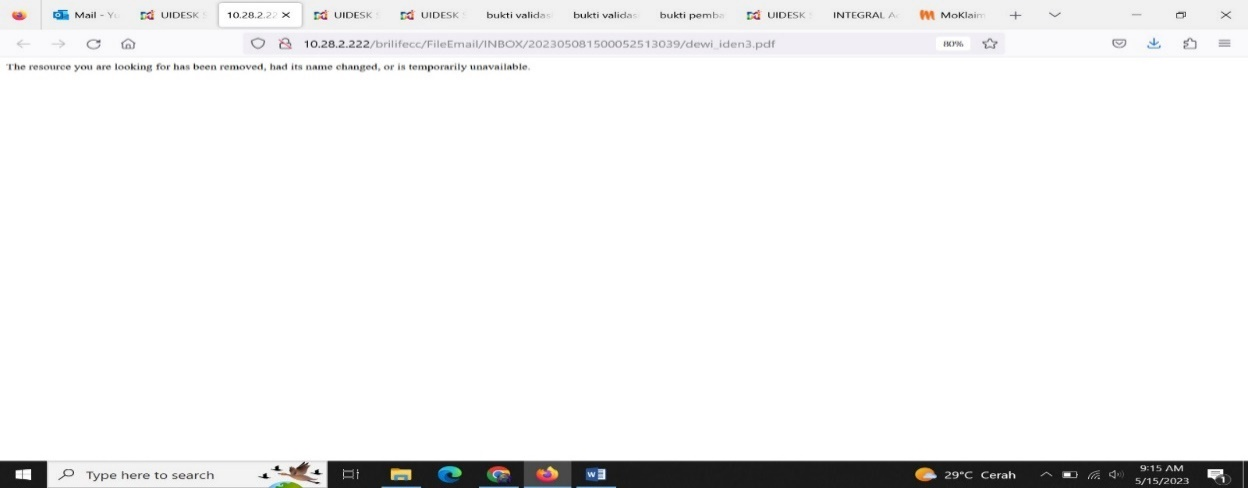 Mail - Yu
UIDESK
10.28.2.22
UIDESK
UIDESK
bukti validas
bukti validas
bukti pemba
UIDESK
INTEGRAL A
MoKlaim
10.28.2.222/brilifecc/FileEmail/INBOX/202305081500052513039/dewi_iden3.pdf
80%
The resource you are looking for has been removed, had its name changed, or is temporarily unavailable.
Type here to search
29°C Cerah
9:15 AM
5/15/2023
1